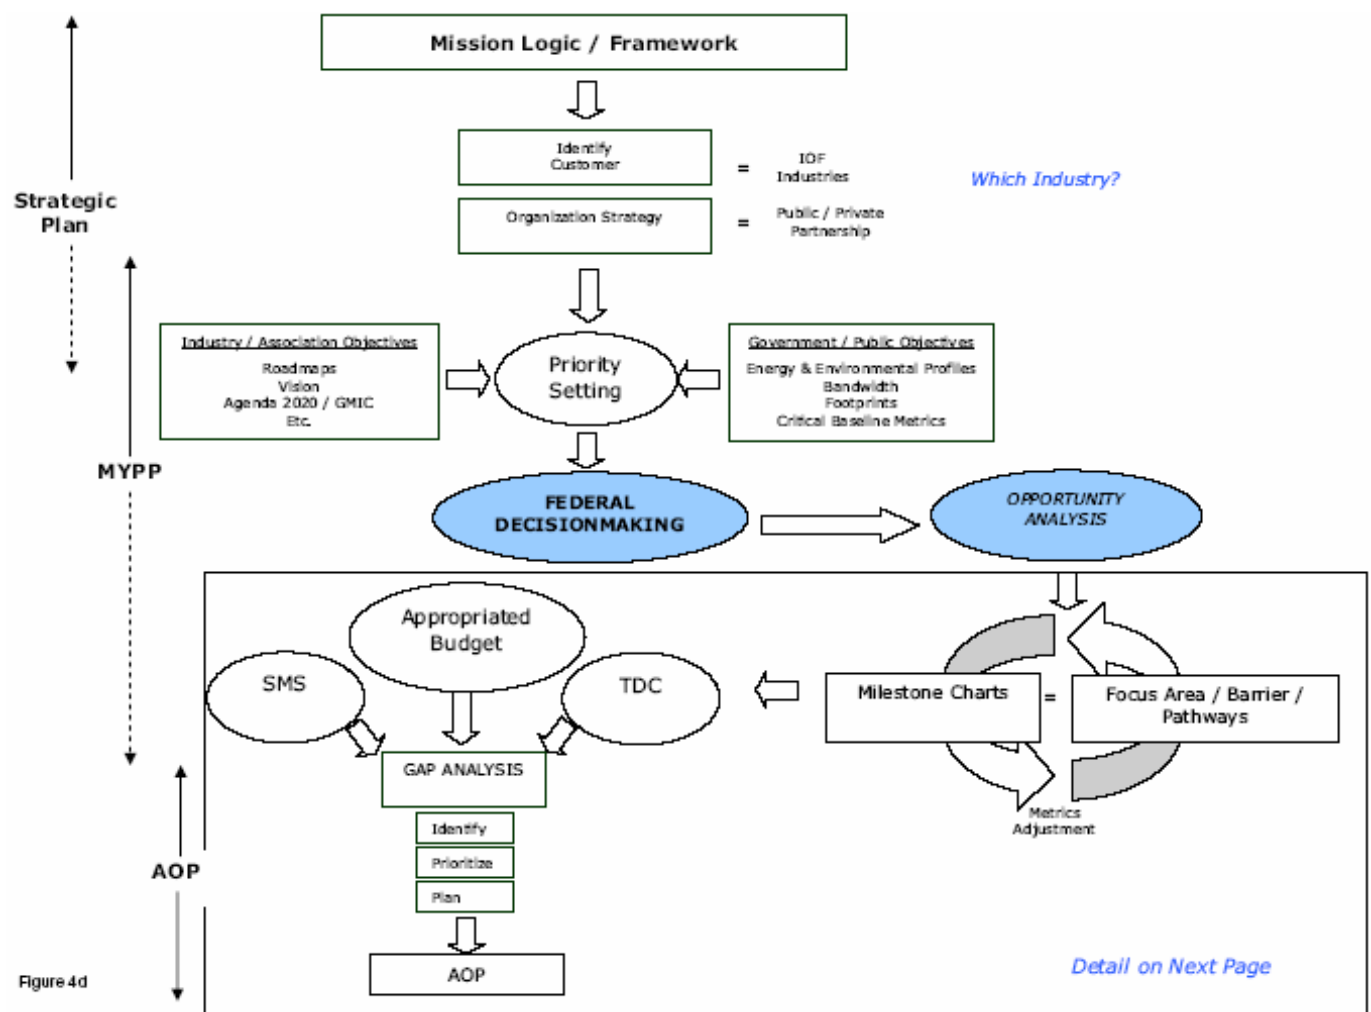 Mission Logic / Framework
Identify
Customer
=
IOF
Industries
Which Industry?
Strategic
Plan
Organization Strategy
=
Public / Private
Partnership
Industry / Association Objectives
Roadmaps
Vision
Agenda 2020 / GMIC
Etc.
Priority
Setting
Government / Public Objectives
Energy & Environmental Profiles
Bandwidth
Footprints
Critical Baseline Metrics
MYPP
FEDERAL
DECISIONMAKING
OPPORTUNITY
ANALYSIS
Appropriated
Budget
SMS
TDC
Milestone Charts
=
Focus Area / Barrier /
Pathways
GAP ANALYSIS
Metrics
Adjustment
Identify
Prioritize
Plan
AOP
AOP
Detail on Next Page
Figure 4d